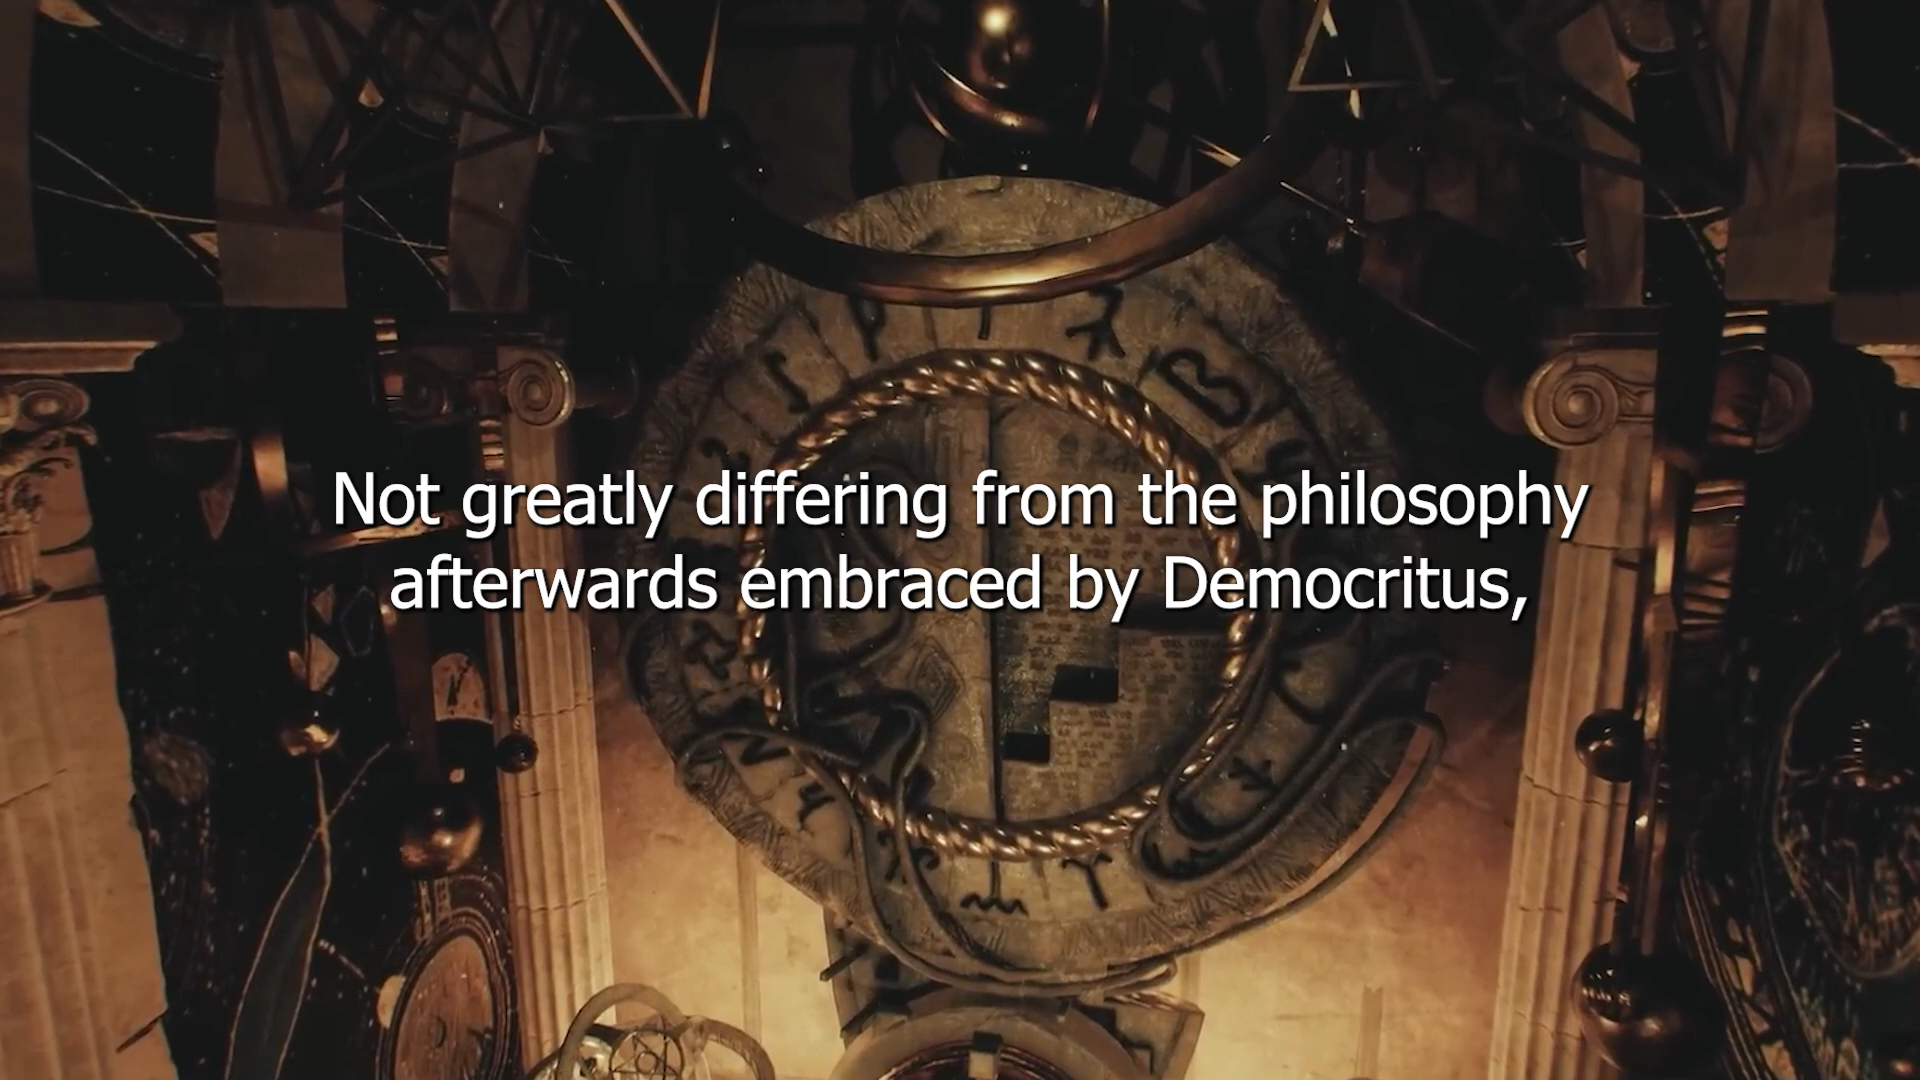 Not greatly differing from the philosophy
afterwards embraced by Democritus,